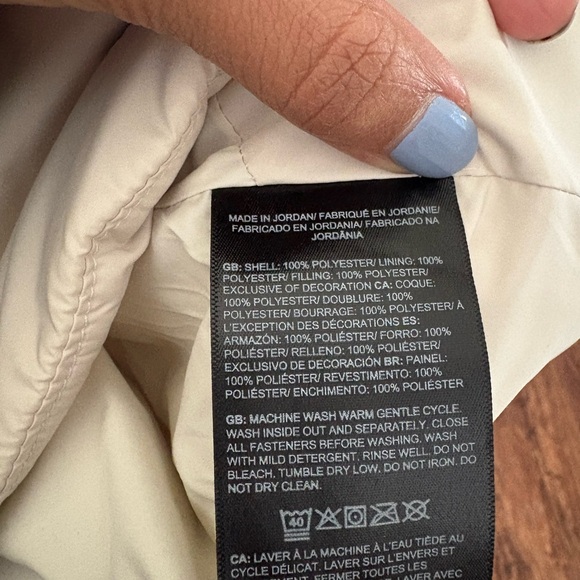 MADE IN JORDAN/ FABRIQUÉ EN JORDANIE/
FABRICADO EN JORDANIA/ FABRICADO NA
JORDÂNIA
GB: SHELL: 100% POLYESTER/ LINING: 100%
POLYESTER/ FILLING: 100% POLYESTER/
EXCLUSIVE OF DECORATION CA: COQUE:
100% POLYESTER/ DOUBLURE: 100%
POLYESTER/ BOURRAGE: 100% POLYESTER/ À
L'EXCEPTION DES DÉCORATIONS ES:
ARMAZÓN: 100% POLIÉSTER/ FORRO: 100%
POLIÉSTER/ RELLENO: 100% POLIÉSTER/
EXCLUSIVO DE DECORACIÓN BR: PAINEL:
100% POLIÉSTER/ REVESTIMENTO: 100%
POLIÉSTER/ ENCHIMENTO: 100% POLIÉSTER
GB: MACHINE WASH WARM GENTLE CYCLE.
WASH INSIDE OUT AND SEPARATELY. CLOSE
ALL FASTENERS BEFORE WASHING. WASH
WITH MILD DETERGENT. RINSE WELL. DO NOT
BLEACH. TUMBLE DRY LOW. DO NOT IRON. DO
NOT DRY CLEAN.
40
CA: LAVER À LA MACHINE À L'EAU TIÈDE AU
CYCLE DÉLICAT. LAVER SUR L'ENVERS ET
SÉPARÉMENT. FERMER TOUTES LES